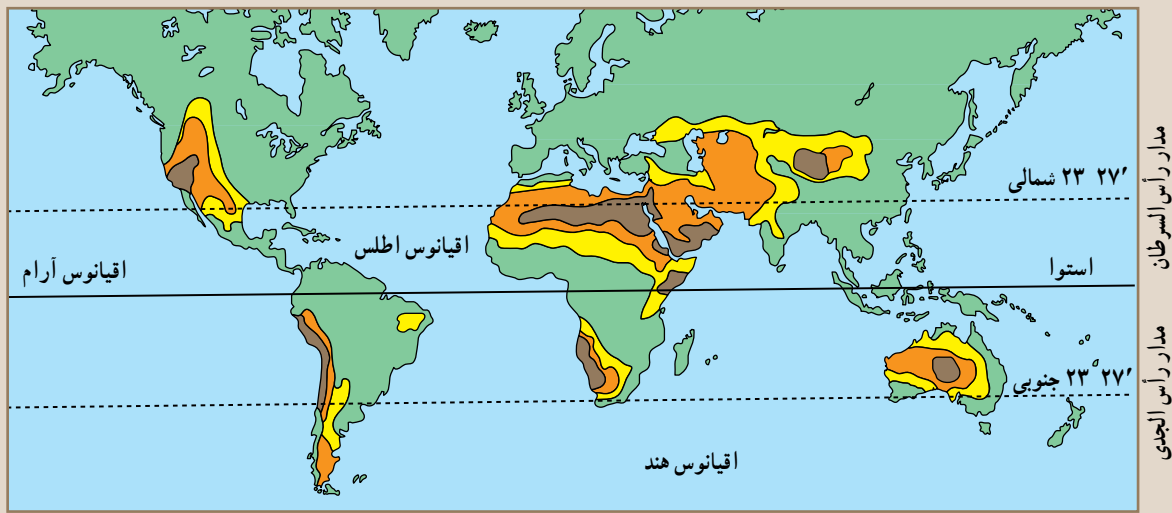 مدار رأس السرطان
۲۳ ۲۷′ شمالی
اقیانوس اطلس
اقیانوس آرام
استوا
مدار رأس الجدی
۲۳ ۲۷′ جنوبی
اقیانوس هند